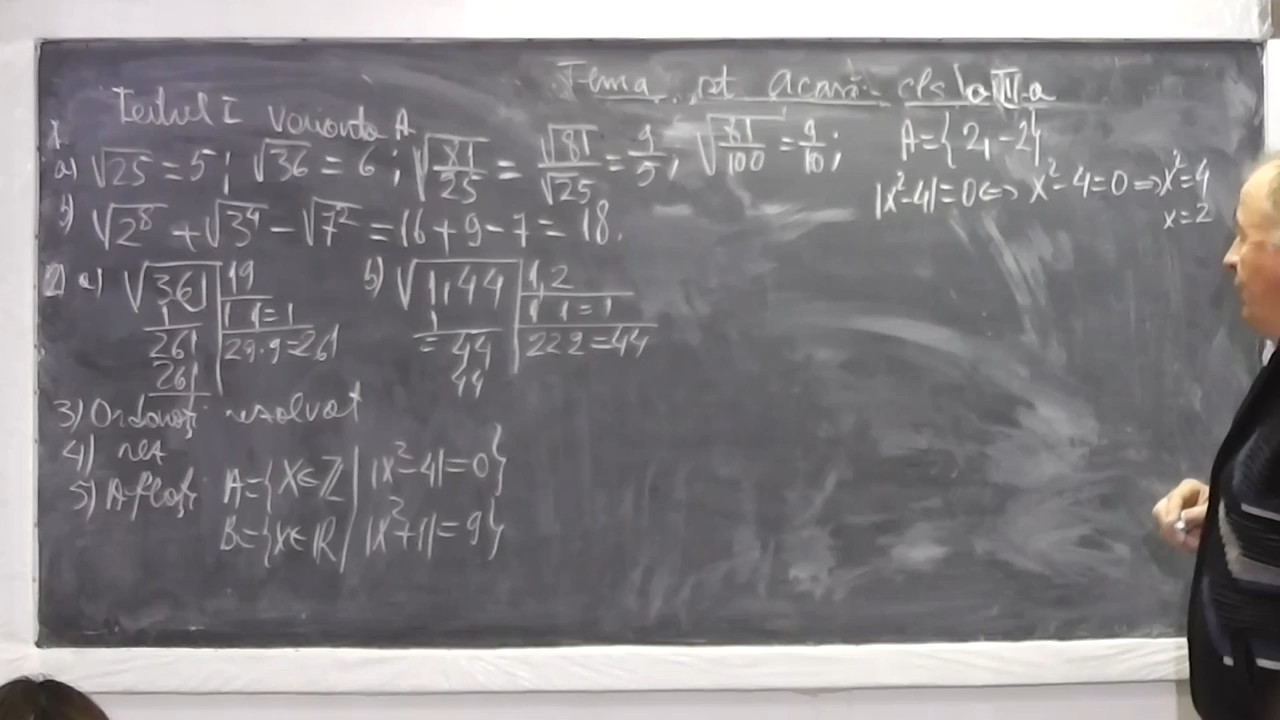 Tema pt acasă cls a VII-a
Testul I varianta A
1.
a) √25 = 5; √36 = 6; √(81/25) = √81/√25 = 9/5; √(81/100) = 9/10;
b) √2⁸ + √3⁴ - √7² = 16 + 9 - 7 = 18.
2) a) √361 | 19
1 | 1 1 = 1
261 | 29·9 = 261
261
b) √1,44 | 1,2
1 | 1 1 = 1
= 44 | 22 2 = 44
44
3) Ordonați rezolvat
4) rez
5) Aflați A = {x ∈ ℤ | |x² - 4| = 0}
B = {x ∈ ℝ | |x² + 1| = 9}
A = {2, -2}
|x² - 4| = 0 ⇔ x² - 4 = 0 ⇒ x² = 4
x = 2